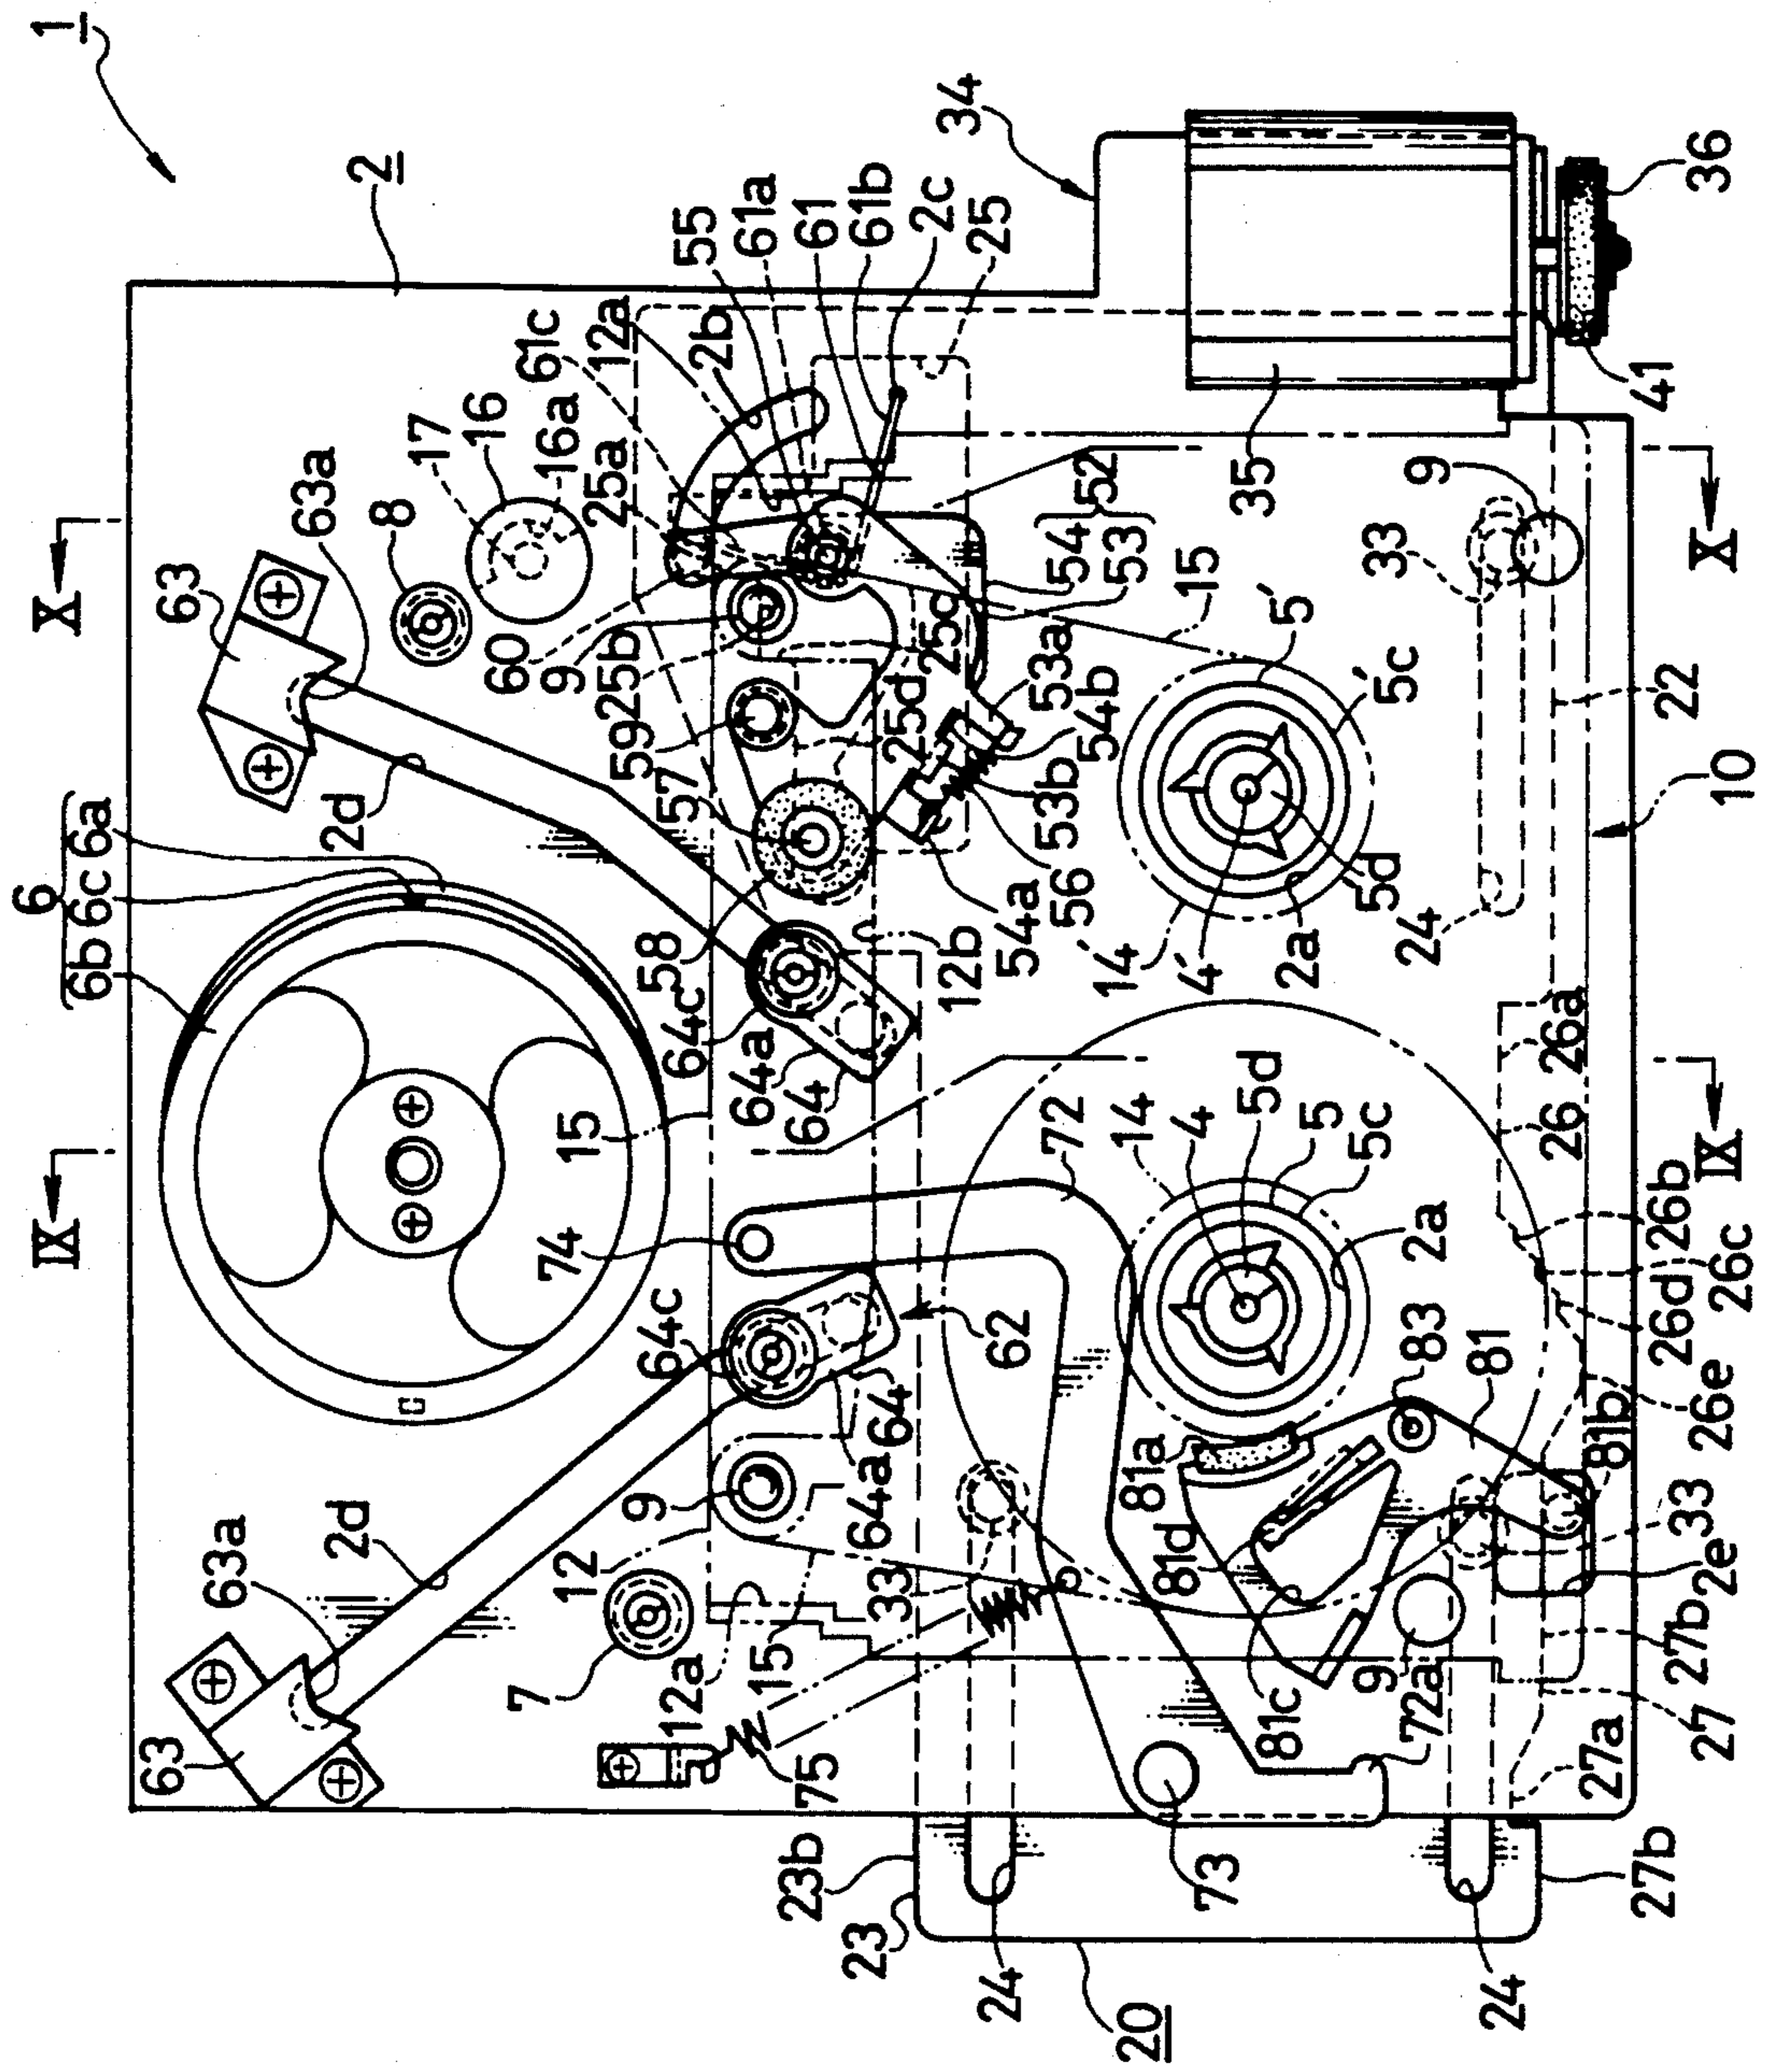 1
2
34
36
41
35
55
61a
61
61b
2c
25
61c
12a
2b
17
16
16a
25a
63a
8
63
X
X
52
54
53
9
33
15
60
9
25b
59
57
25c
25d
53a
54b
53b
56
54a
5'
5'c
5d
2a
4'
14'
22
10
24
2d
6
6a
6c
6b
58
64c
64a
64
12b
15
26a
26
IX
IX
72
14
4
5d
5
5c
2a
74
64c
62
64
64a
26b
26c
26d
26e
83
81
81b
81a
81d
81c
9
33
33
2e
27b
27
27a
72a
9
12
15
12a
7
75
2d
63a
63
73
23b
23
24
20
24
27b